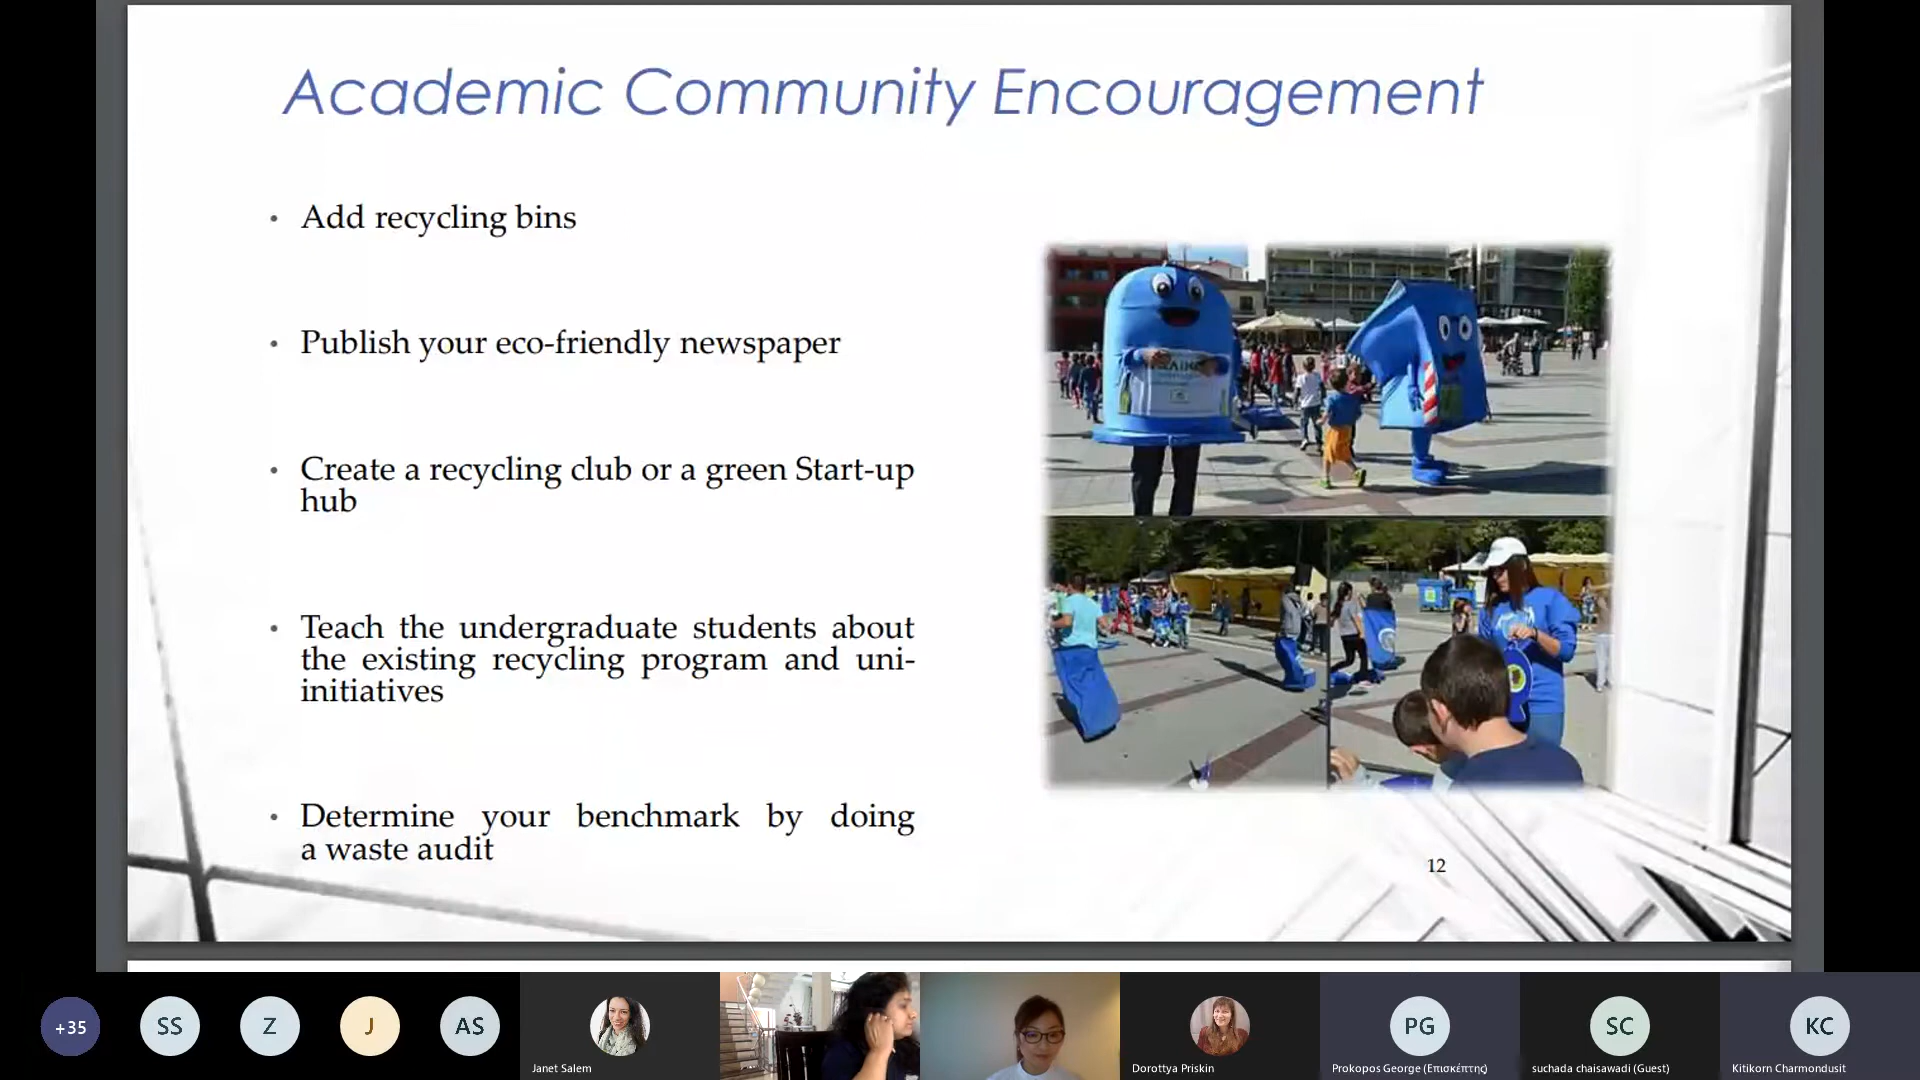 Academic Community Encouragement
• Add recycling bins
• Publish your eco-friendly newspaper
• Create a recycling club or a green Start-up
hub
• Teach the undergraduate students about
the existing recycling program and uni-
initiatives
• Determine your benchmark by doing
a waste audit
12
+35
SS
Z
J
AS
Janet Salem
Dorottya Priskin
PG
Prokopos George (Επισκέπτης)
SC
suchada chaisawadi (Guest)
KC
Kitikorn Charmondusit